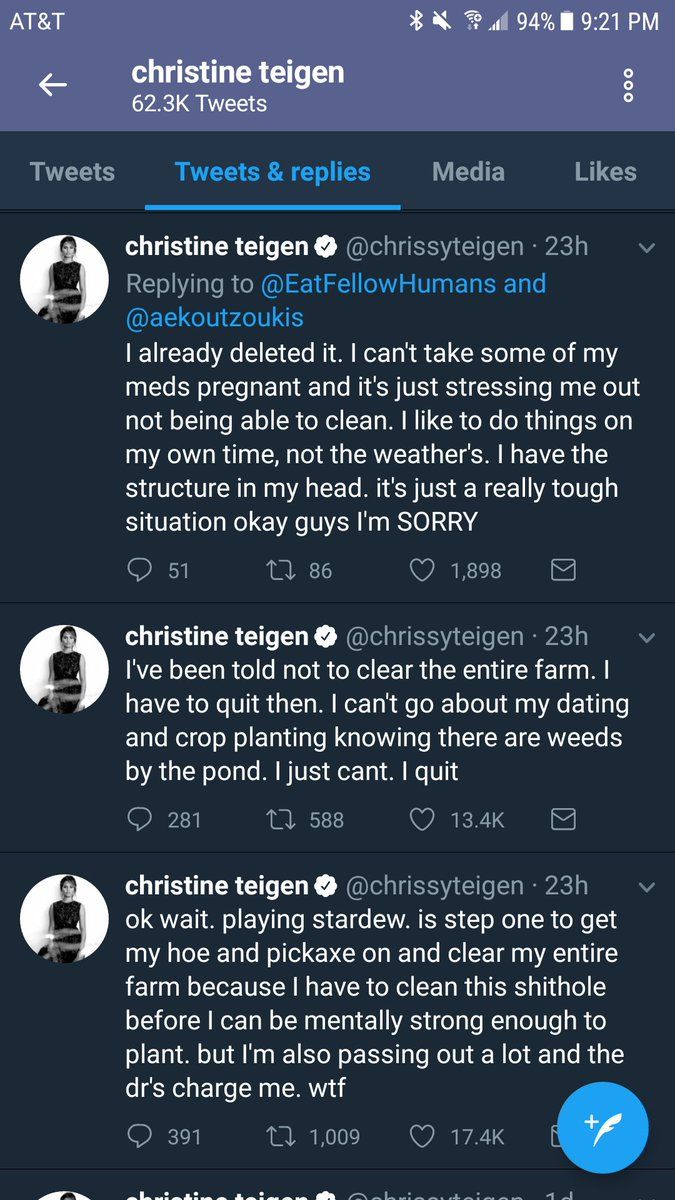 AT&T 94% 9:21 PM
christine teigen
62.3K Tweets
Tweets Tweets & replies Media Likes
christine teigen @chrissyteigen · 23h
Replying to @EatFellowHumans and
@aekoutzoukis
I already deleted it. I can't take some of my
meds pregnant and it's just stressing me out
not being able to clean. I like to do things on
my own time, not the weather's. I have the
structure in my head. it's just a really tough
situation okay guys I'm SORRY
51 86 1,898
christine teigen @chrissyteigen · 23h
I've been told not to clear the entire farm. I
have to quit then. I can't go about my dating
and crop planting knowing there are weeds
by the pond. I just cant. I quit
281 588 13.4K
christine teigen @chrissyteigen · 23h
ok wait. playing stardew. is step one to get
my hoe and pickaxe on and clear my entire
farm because I have to clean this shithole
before I can be mentally strong enough to
plant. but I'm also passing out a lot and the
dr's charge me. wtf
391 1,009 17.4K
christine teigen @chrissyteigen · 1d